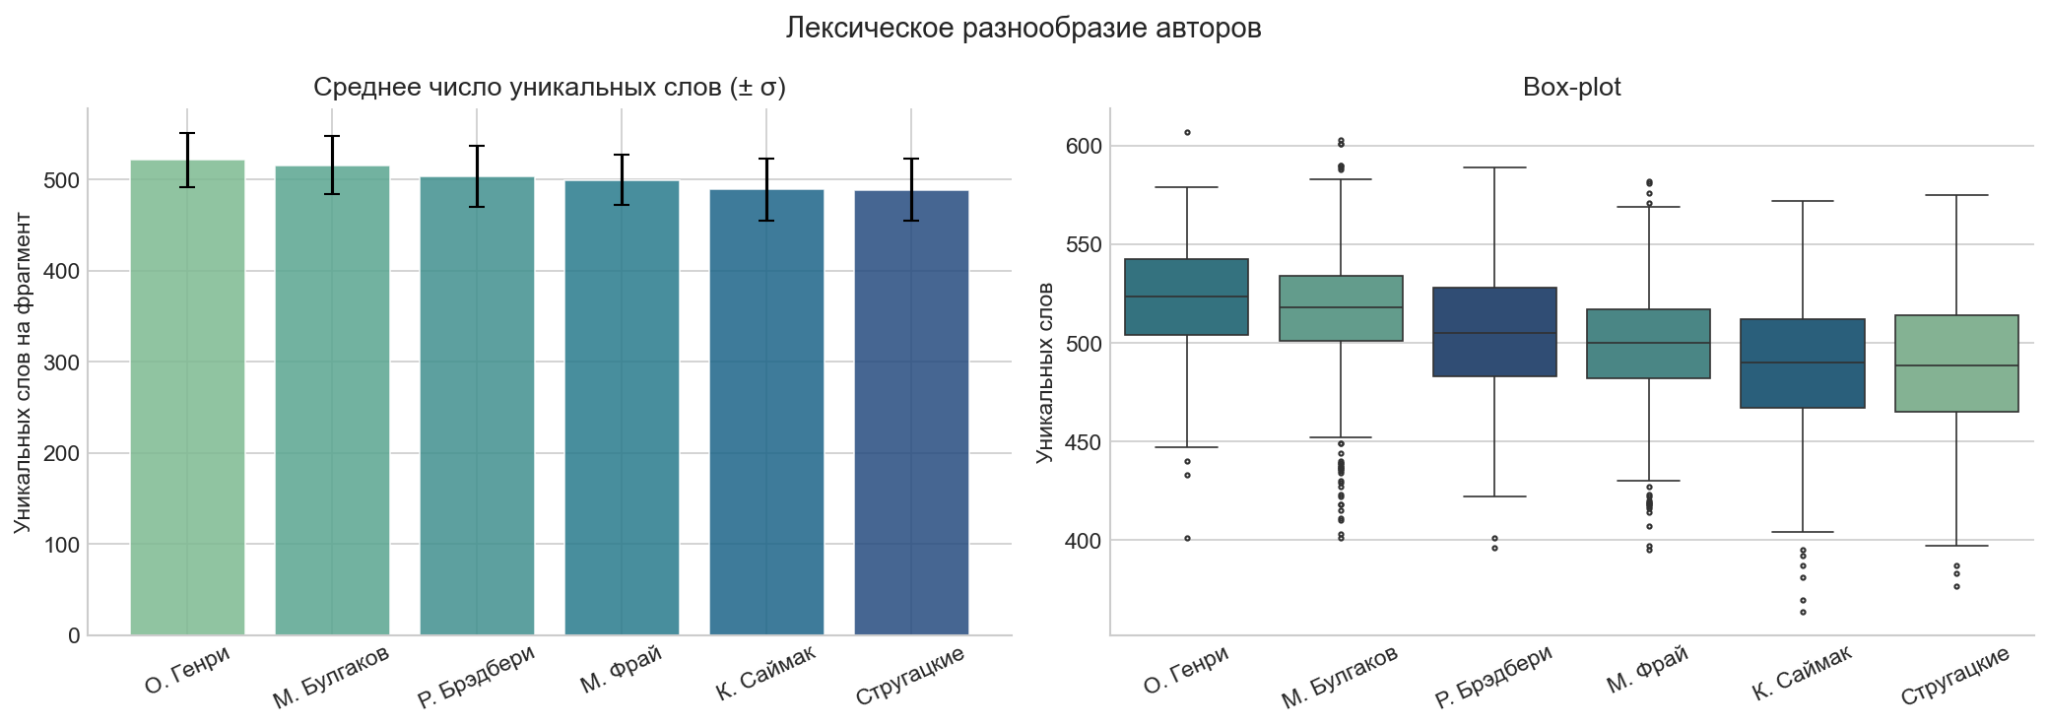 Лексическое разнообразие авторов
Среднее число уникальных слов (± σ)
Уникальных слов на фрагмент
500
400
300
200
100
0
О. Генри
М. Булгаков
Р. Брэдбери
М. Фрай
К. Саймак
Стругацкие
Box-plot
Уникальных слов
600
550
500
450
400
О. Генри
М. Булгаков
Р. Брэдбери
М. Фрай
К. Саймак
Стругацкие